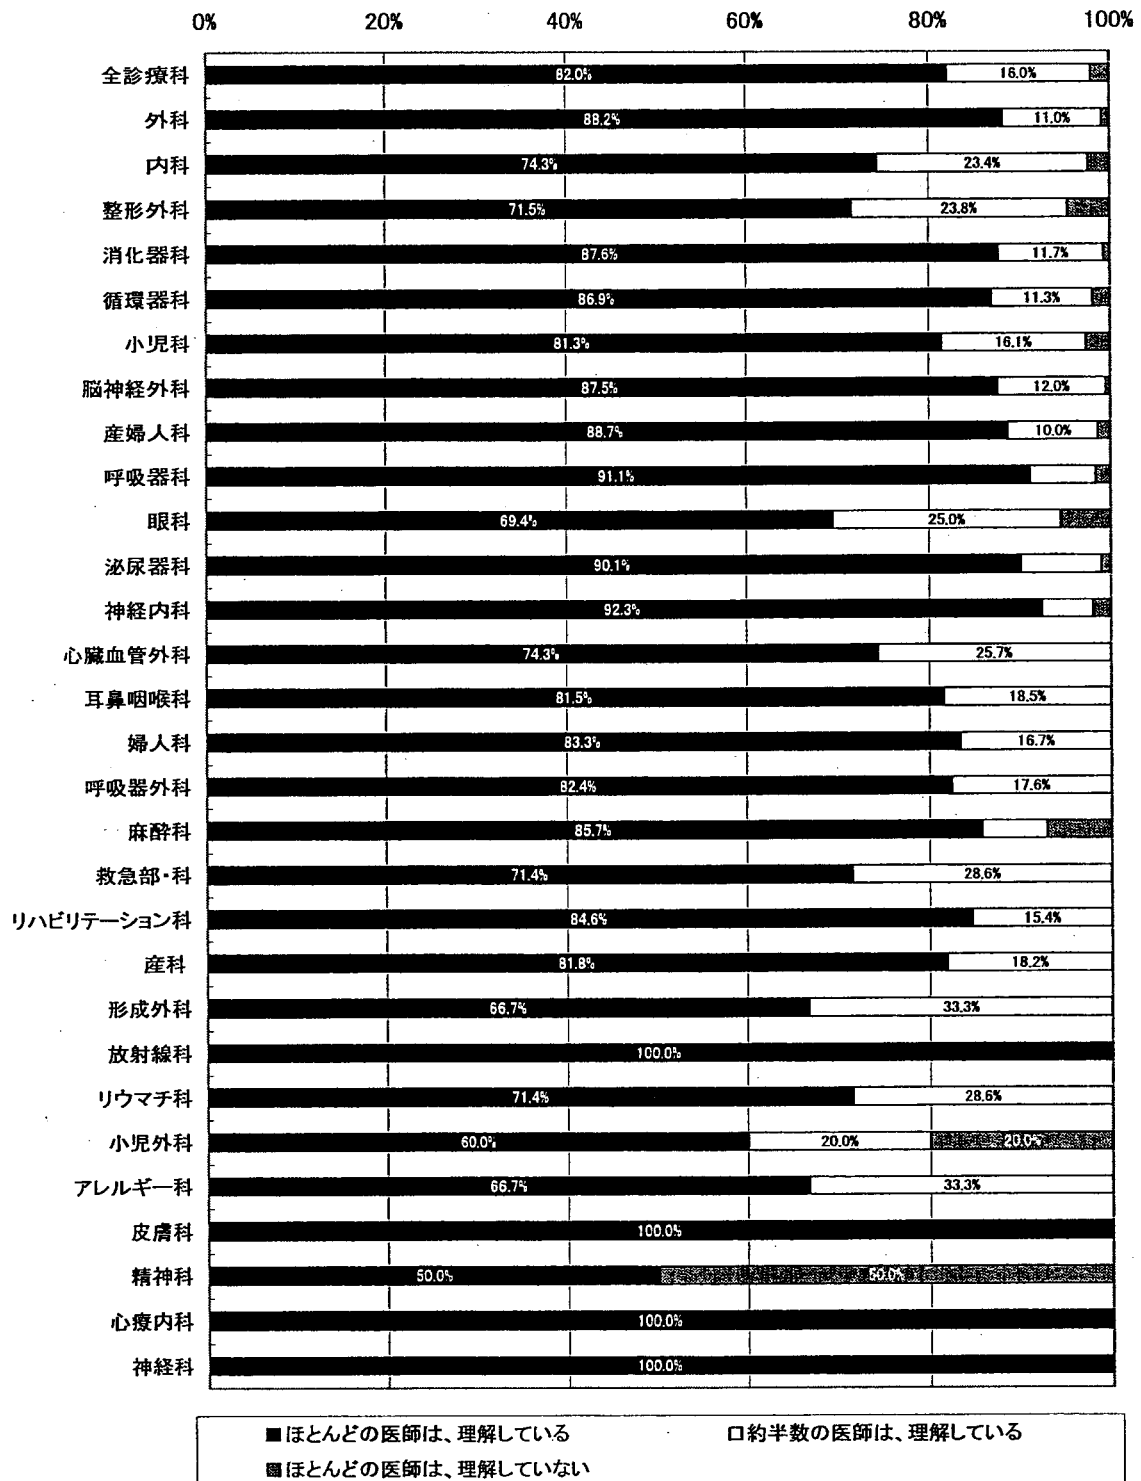 0% 20% 40% 60% 80% 100%
全診療科 82.0% 16.0%
外科 88.2% 11.0%
内科 74.3% 23.4%
整形外科 71.5% 23.8%
消化器科 87.6% 11.7%
循環器科 86.9% 11.3%
小児科 81.3% 16.1%
脳神経外科 87.5% 12.0%
産婦人科 88.7% 10.0%
呼吸器科 91.1%
眼科 69.4% 25.0%
泌尿器科 90.1%
神経内科 92.3%
心臓血管外科 74.3% 25.7%
耳鼻咽喉科 81.5% 18.5%
婦人科 83.3% 16.7%
呼吸器外科 82.4% 17.6%
麻酔科 85.7%
救急部・科 71.4% 28.6%
リハビリテーション科 84.6% 15.4%
産科 81.8% 18.2%
形成外科 66.7% 33.3%
放射線科 100.0%
リウマチ科 71.4% 28.6%
小児外科 60.0% 20.0% 20.0%
アレルギー科 66.7% 33.3%
皮膚科 100.0%
精神科 50.0% 50.0%
心療内科 100.0%
神経科 100.0%
■ほとんどの医師は、理解している □約半数の医師は、理解している
▩ほとんどの医師は、理解していない